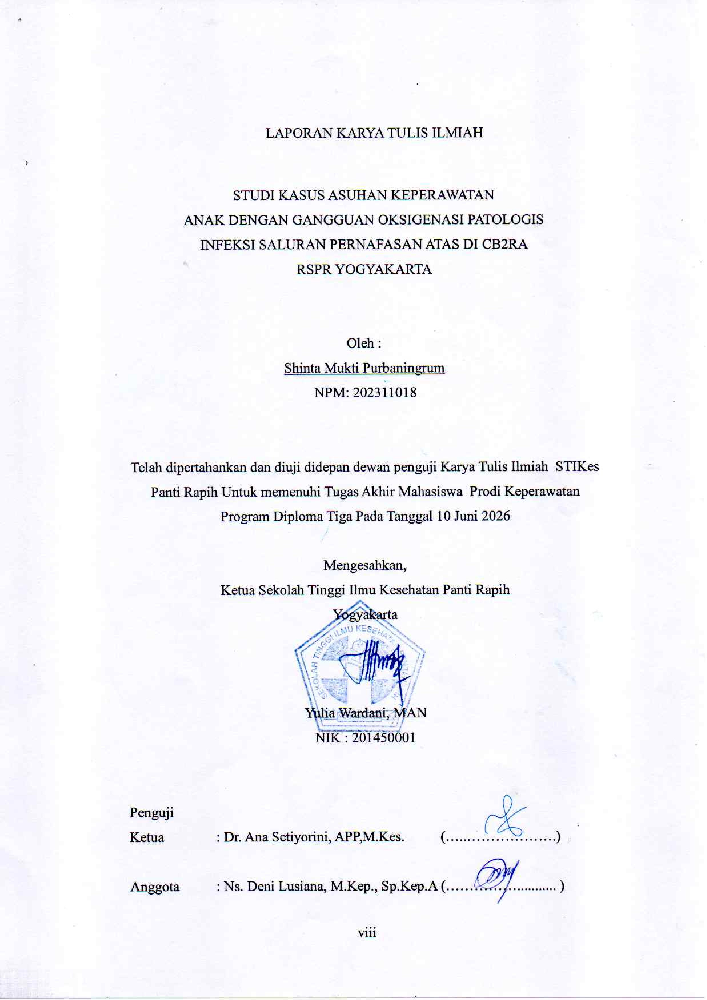 LAPORAN KARYA TULIS ILMIAH
STUDI KASUS ASUHAN KEPERAWATAN
ANAK DENGAN GANGGUAN OKSIGENASI PATOLOGIS
INFEKSI SALURAN PERNAFASAN ATAS DI CB2RA
RSPR YOGYAKARTA
Oleh :
Shinta Mukti Purbaningrum
NPM: 202311018
Telah dipertahankan dan diuji didepan dewan penguji Karya Tulis Ilmiah STIKes
Panti Rapih Untuk memenuhi Tugas Akhir Mahasiswa Prodi Keperawatan
Program Diploma Tiga Pada Tanggal 10 Juni 2026
Mengesahkan,
Ketua Sekolah Tinggi Ilmu Kesehatan Panti Rapih
Yogyakarta
SEKOLAH TINGGI ILMU
Yulia Wardani, MAN
NIK : 201450001
Penguji
Ketua : Dr. Ana Setiyorini, APP,M.Kes. (........................)
Anggota : Ns. Deni Lusiana, M.Kep., Sp.Kep.A (........................ )
viii